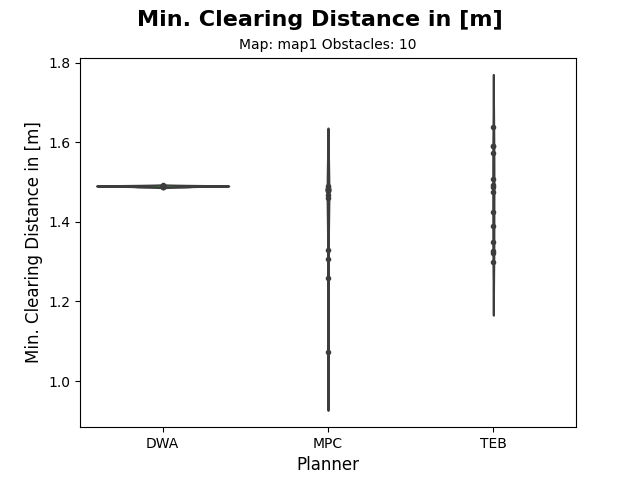 Min. Clearing Distance in [m]
Map: map1 Obstacles: 10
Min. Clearing Distance in [m]
1.8
1.6
1.4
1.2
1.0
DWA
MPC
TEB
Planner